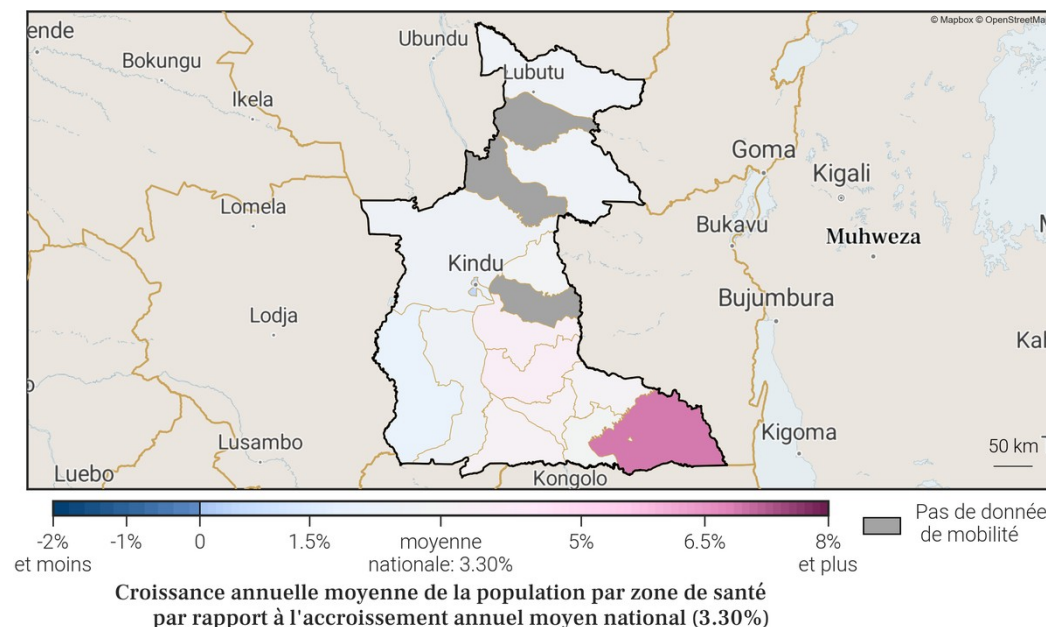 © Mapbox © OpenStreetMa
ende
Ubundu
Bokungu
Lubutu
Ikela
Goma
Kigali
Lomela
Bukavu
Muhweza
Kindu
Bujumbura
Lodja
Kal
Lusambo
Kigoma
50 km
Luebo
Kongolo
-2%
et moins
-1%
0
1.5%
moyenne
nationale: 3.30%
5%
6.5%
8%
et plus
Pas de donnée
de mobilité
Croissance annuelle moyenne de la population par zone de santé
par rapport à l'accroissement annuel moyen national (3.30%)